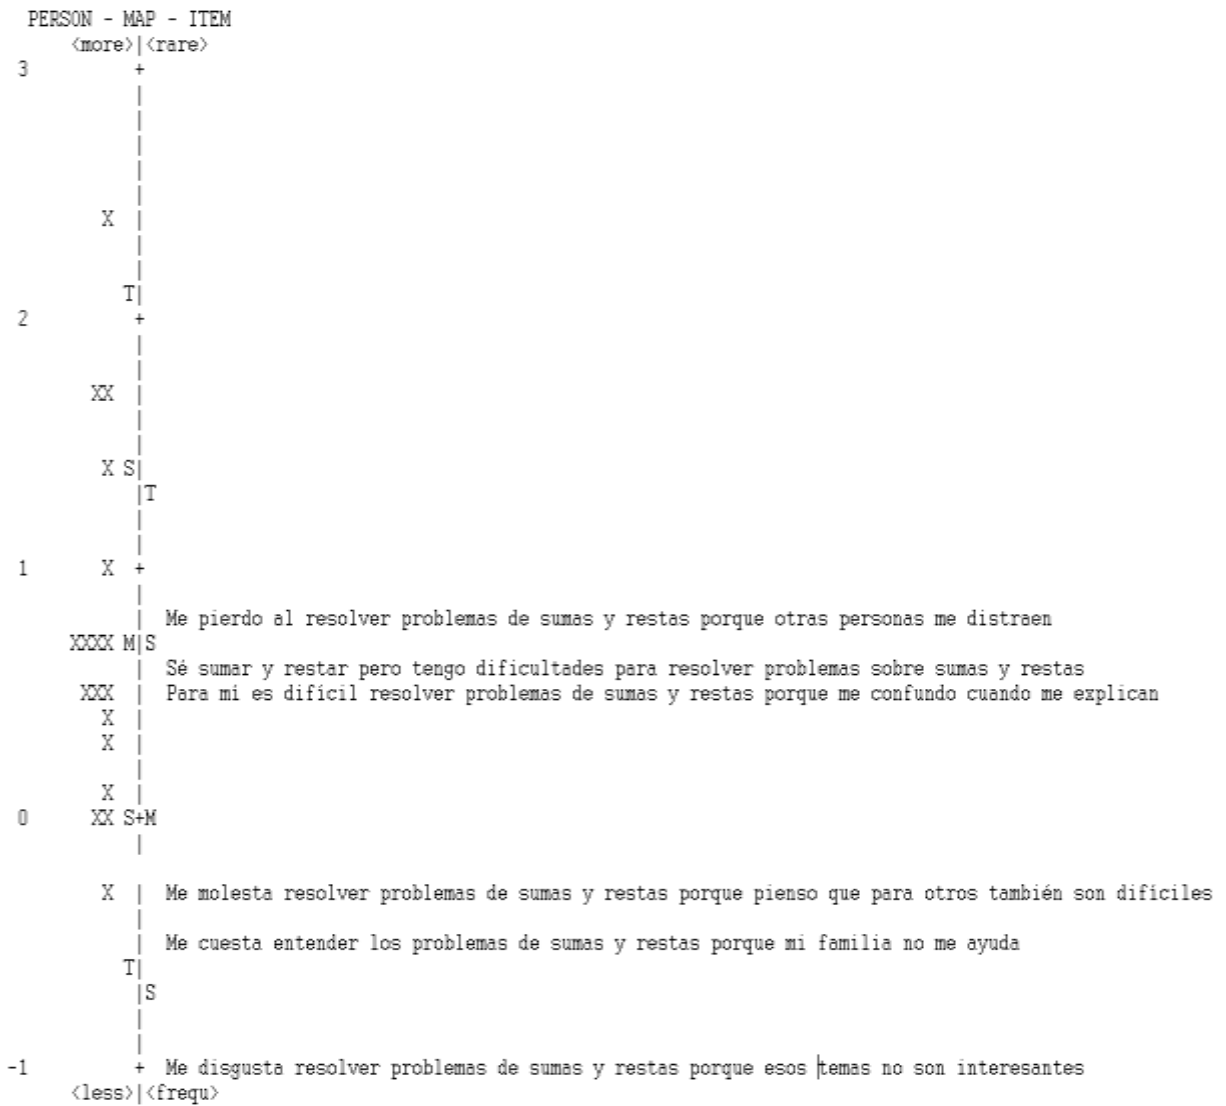 PERSON - MAP - ITEM
<more>|<rare>
3 +
|
|
|
|
|
X |
|
|
T|
2 +
|
|
XX |
|
|
X S|
|T
|
|
1 X +
|
| Me pierdo al resolver problemas de sumas y restas porque otras personas me distraen
XXXX M|S
| Sé sumar y restar pero tengo dificultades para resolver problemas sobre sumas y restas
XXX | Para mi es difícil resolver problemas de sumas y restas porque me confundo cuando me explican
X |
X |
|
X |
0 XX S+M
|
X | Me molesta resolver problemas de sumas y restas porque pienso que para otros también son difíciles
|
| Me cuesta entender los problemas de sumas y restas porque mi familia no me ayuda
T|
|S
|
|
-1 + Me disgusta resolver problemas de sumas y restas porque esos temas no son interesantes
<less>|<frequ>